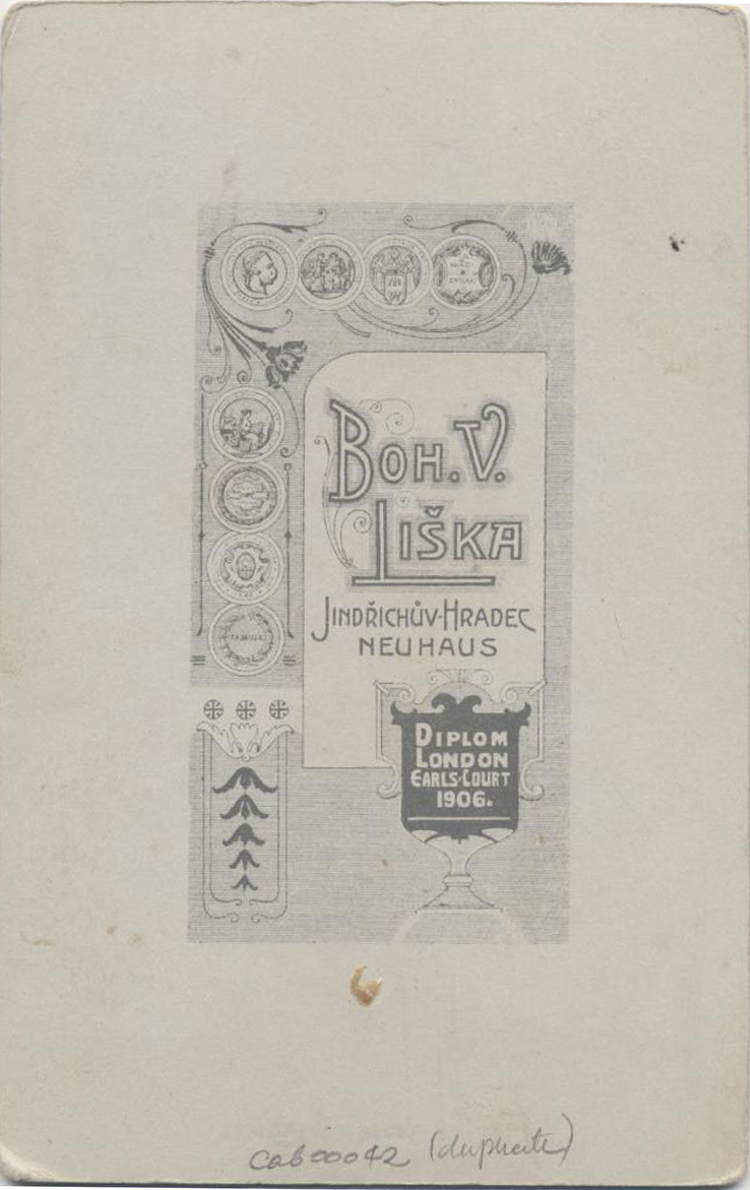 BOH. V.
LIŠKA
JINDŘICHŮV-HRADEC
NEUHAUS
DIPLOM
LONDON
EARLS-COURT
1906.
cab00042 (duplicate)